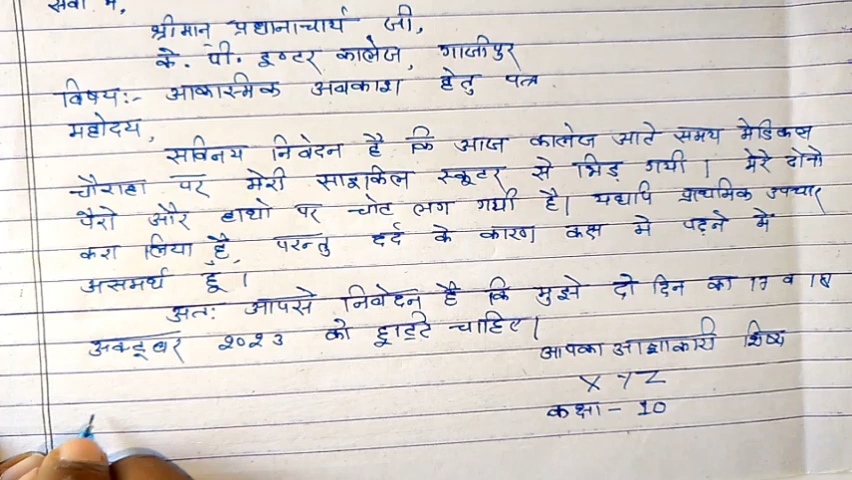 सेवा में,
श्रीमान् प्रधानाचार्य जी,
के. पी. इण्टर कालेज, गाजीपुर
विषय:- आकास्मिक अवकाश हेतु पत्र
महोदय,
सविनय निवेदन है कि आज कालेज आते समय मेडिकल
चौराहा पर मेरी साइकिल स्कूटर से भिड़ गयी। मेरे दोनो
पैरो और हाथो पर चोट लग गयी है। यद्यपि प्राथमिक उपचार
करा लिया है, परन्तु दर्द के कारण कक्ष मे पढ़ने में
असमर्थ हूँ।
अत: आपसे निवेदन है कि मुझे दो दिन का 17 व 18
अक्टूबर २०२३ को छुट्टि चाहिए।
आपका आज्ञाकारी शिष्य
XYZ
कक्षा - 10